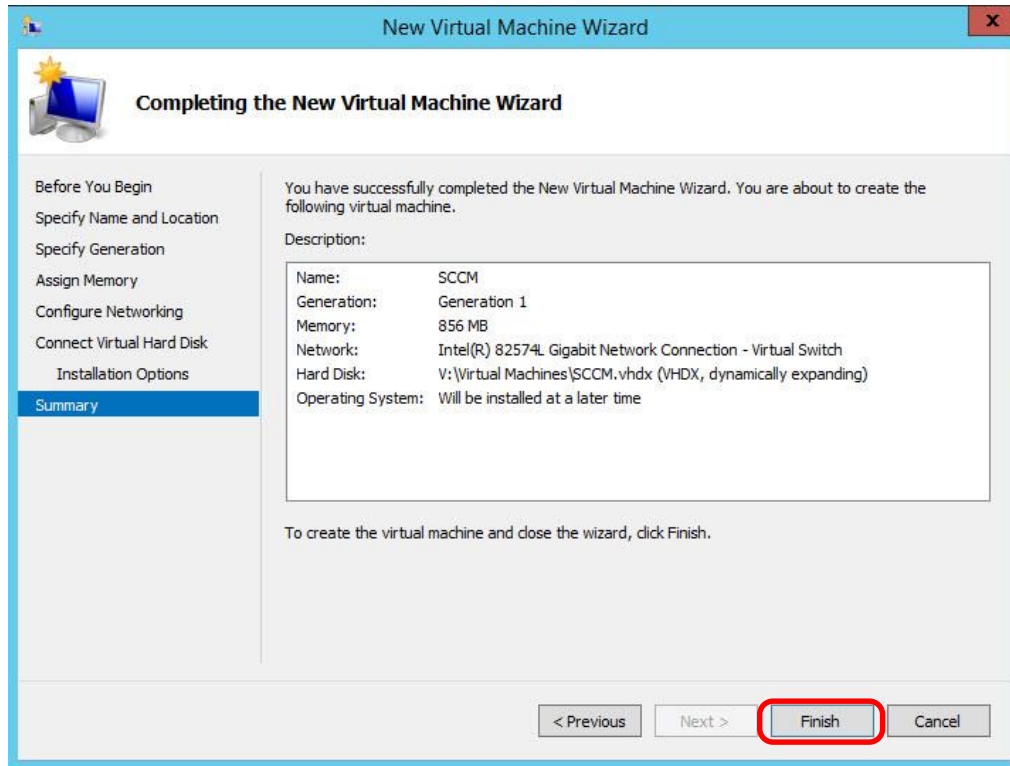 New Virtual Machine Wizard
x
Completing the New Virtual Machine Wizard
Before You Begin
Specify Name and Location
Specify Generation
Assign Memory
Configure Networking
Connect Virtual Hard Disk
Installation Options
Summary
You have successfully completed the New Virtual Machine Wizard. You are about to create the
following virtual machine.
Description:
Name: SCCM
Generation: Generation 1
Memory: 856 MB
Network: Intel(R) 82574L Gigabit Network Connection - Virtual Switch
Hard Disk: V:\Virtual Machines\SCCM.vhdx (VHDX, dynamically expanding)
Operating System: Will be installed at a later time
To create the virtual machine and close the wizard, click Finish.
< Previous Next > Finish Cancel